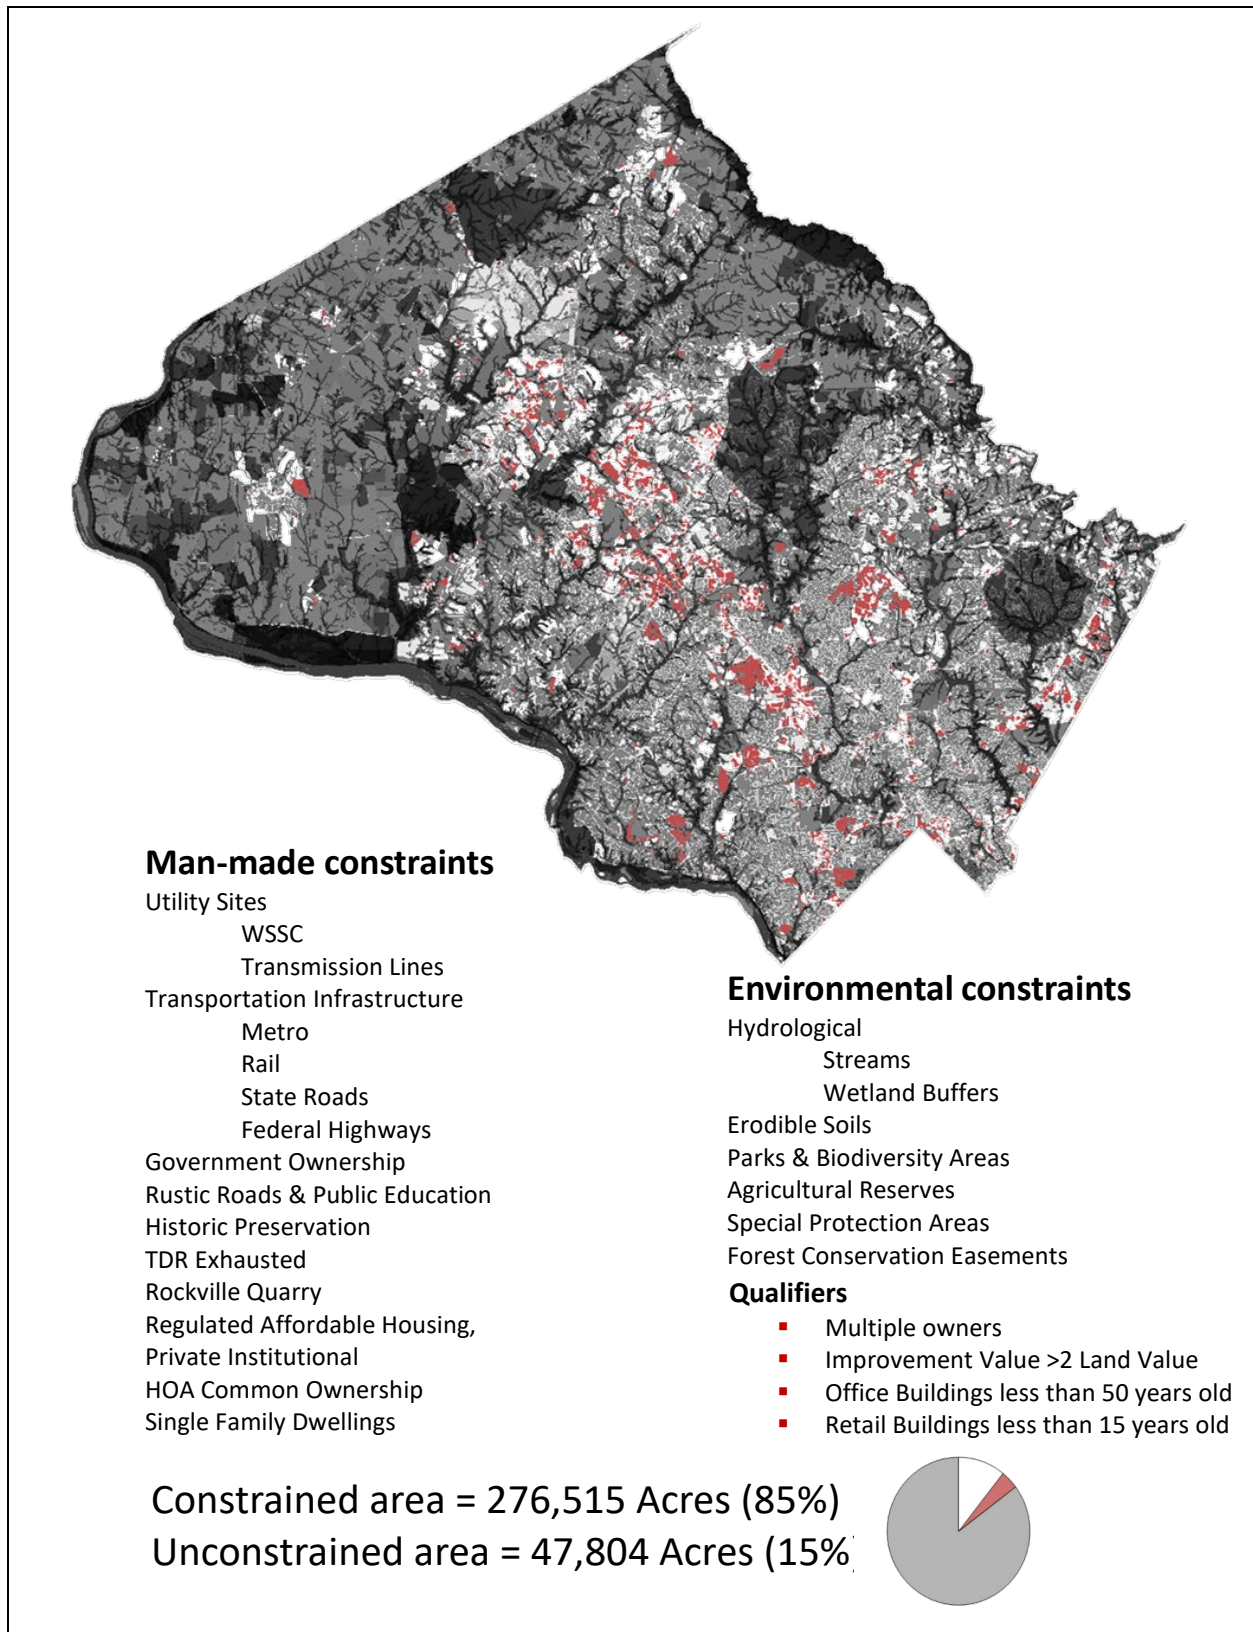 Man-made constraints
Utility Sites
WSSC
Transmission Lines
Transportation Infrastructure
Metro
Rail
State Roads
Federal Highways
Government Ownership
Rustic Roads & Public Education
Historic Preservation
TDR Exhausted
Rockville Quarry
Regulated Affordable Housing,
Private Institutional
HOA Common Ownership
Single Family Dwellings
Environmental constraints
Hydrological
Streams
Wetland Buffers
Erodible Soils
Parks & Biodiversity Areas
Agricultural Reserves
Special Protection Areas
Forest Conservation Easements
Qualifiers
▪ Multiple owners
▪ Improvement Value >2 Land Value
▪ Office Buildings less than 50 years old
▪ Retail Buildings less than 15 years old
Constrained area = 276,515 Acres (85%)
Unconstrained area = 47,804 Acres (15%